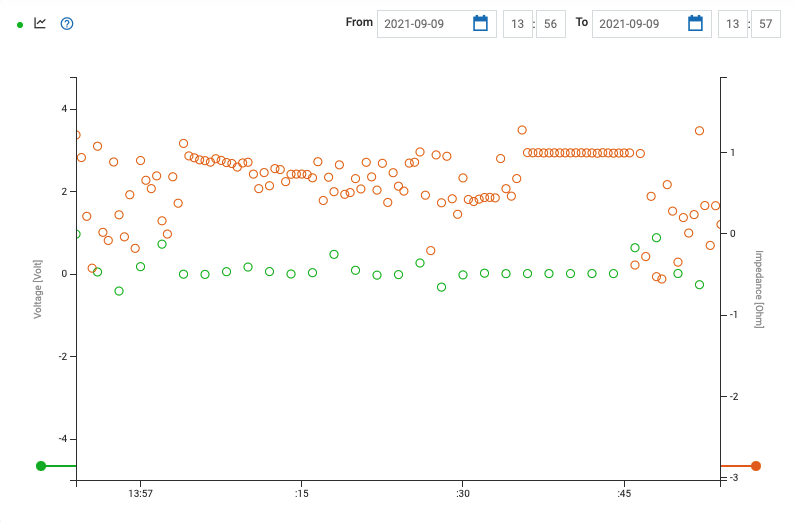 From 2021-09-09 13 : 56 To 2021-09-09 13 : 57
4
2
0
-2
-4
Voltage [Volt]
1
0
-1
-2
-3
Impedance [Ohm]
13:57 :15 :30 :45